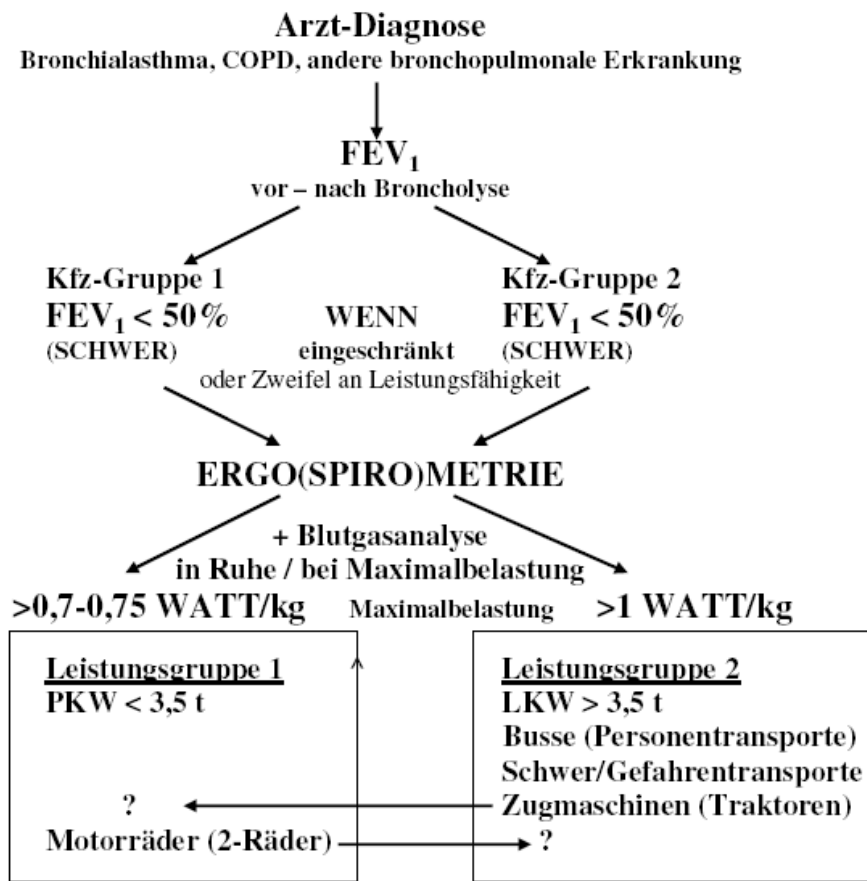 Arzt-Diagnose
Bronchialasthma, COPD, andere bronchopulmonale Erkrankung
FEV₁
vor – nach Broncholyse
Kfz-Gruppe 1
FEV₁ < 50%
(SCHWER)
WENN
eingeschränkt
oder Zweifel an Leistungsfähigkeit
Kfz-Gruppe 2
FEV₁ < 50%
(SCHWER)
ERGO(SPIRO)METRIE
+ Blutgasanalyse
in Ruhe / bei Maximalbelastung
>0,7-0,75 WATT/kg Maximalbelastung >1 WATT/kg
Leistungsgruppe 1
PKW < 3,5 t
?
Motorräder (2-Räder)
Leistungsgruppe 2
LKW > 3,5 t
Busse (Personentransporte)
Schwer/Gefahrentransporte
Zugmaschinen (Traktoren)
?